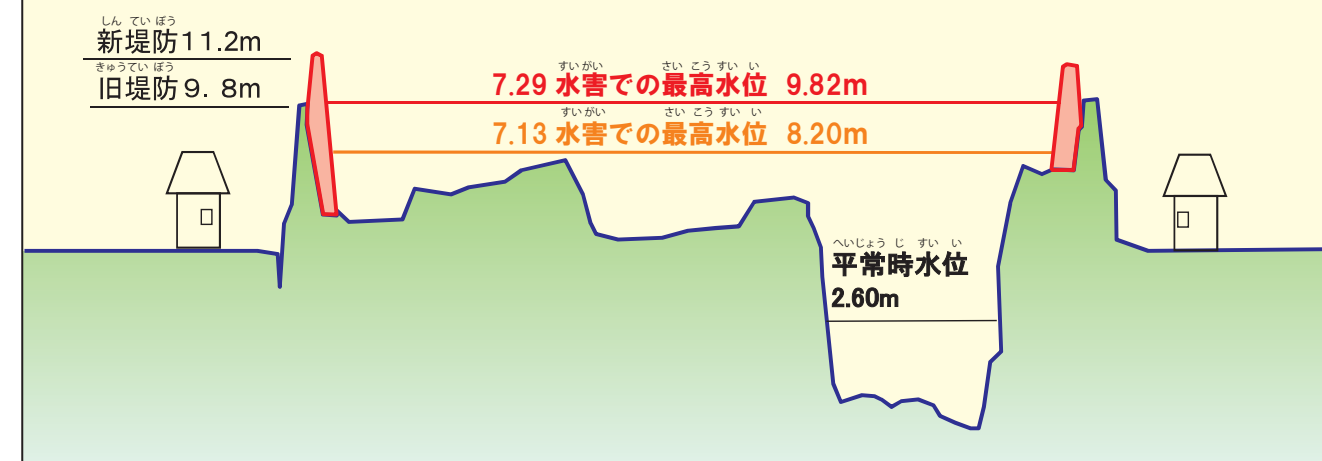 しん てい ぼう
新堤防11.2m
きゅうてい ぼう
旧堤防9.8m
すいがい さい こう すい い
7.29 水害での最高水位 9.82m
すいがい さい こう すい い
7.13 水害での最高水位 8.20m
へいじょう じ すい い
平常時水位
2.60m